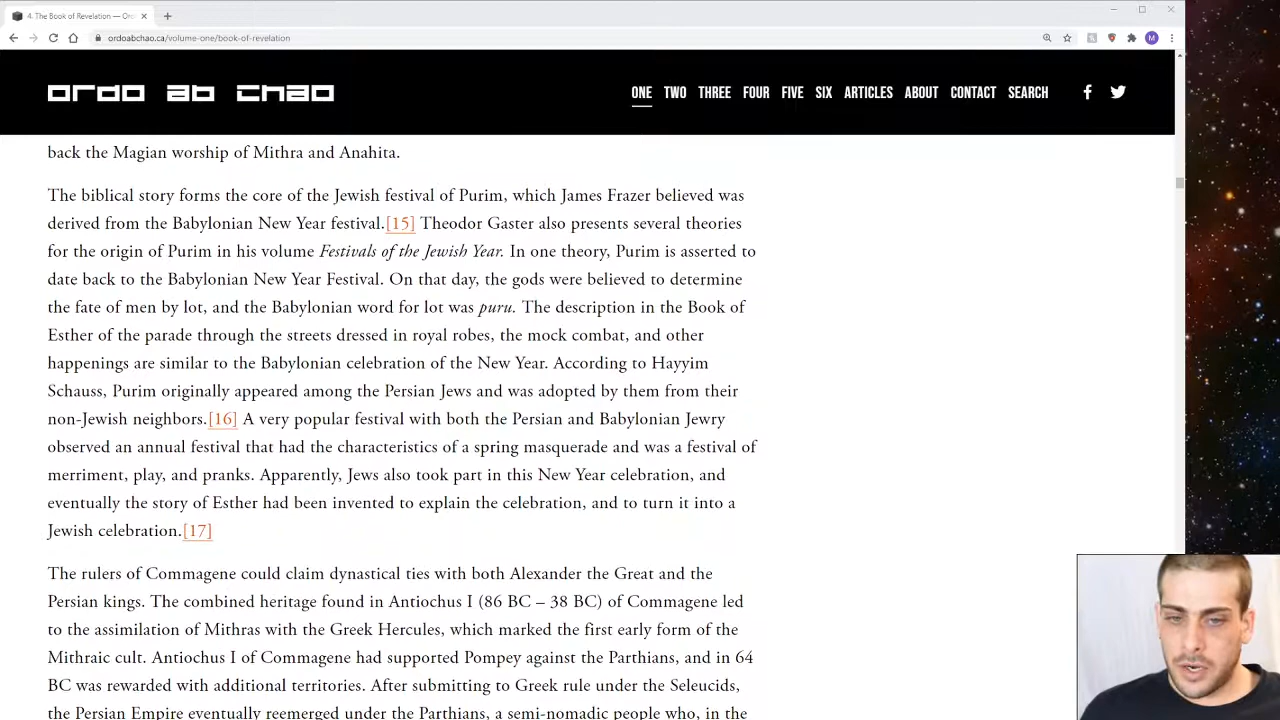 4. The Book of Revelation — Ord
ordoabchao.ca/volume-one/book-of-revelation
M
ordo ab chao
ONE TWO THREE FOUR FIVE SIX ARTICLES ABOUT CONTACT SEARCH
back the Magian worship of Mithra and Anahita.
The biblical story forms the core of the Jewish festival of Purim, which James Frazer believed was
derived from the Babylonian New Year festival.[15] Theodor Gaster also presents several theories
for the origin of Purim in his volume Festivals of the Jewish Year. In one theory, Purim is asserted to
date back to the Babylonian New Year Festival. On that day, the gods were believed to determine
the fate of men by lot, and the Babylonian word for lot was puru. The description in the Book of
Esther of the parade through the streets dressed in royal robes, the mock combat, and other
happenings are similar to the Babylonian celebration of the New Year. According to Hayyim
Schauss, Purim originally appeared among the Persian Jews and was adopted by them from their
non-Jewish neighbors.[16] A very popular festival with both the Persian and Babylonian Jewry
observed an annual festival that had the characteristics of a spring masquerade and was a festival of
merriment, play, and pranks. Apparently, Jews also took part in this New Year celebration, and
eventually the story of Esther had been invented to explain the celebration, and to turn it into a
Jewish celebration.[17]
The rulers of Commagene could claim dynastical ties with both Alexander the Great and the
Persian kings. The combined heritage found in Antiochus I (86 BC – 38 BC) of Commagene led
to the assimilation of Mithras with the Greek Hercules, which marked the first early form of the
Mithraic cult. Antiochus I of Commagene had supported Pompey against the Parthians, and in 64
BC was rewarded with additional territories. After submitting to Greek rule under the Seleucids,
the Persian Empire eventually reemerged under the Parthians, a semi-nomadic people who, in the